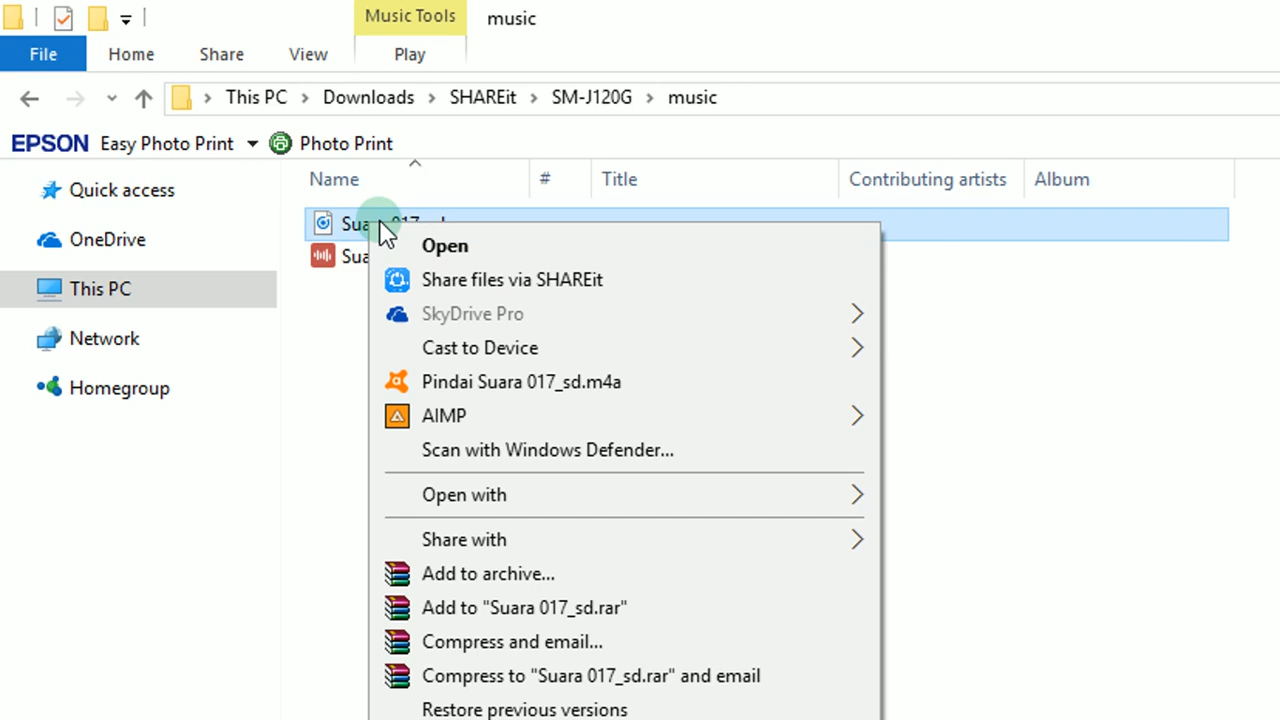 Music Tools
music
File
Home
Share
View
Play
This PC
Downloads
SHAREit
SM-J120G
music
EPSON
Easy Photo Print
Photo Print
Name
#
Title
Contributing artists
Album
Quick access
OneDrive
This PC
Network
Homegroup
Open
Share files via SHAREit
SkyDrive Pro
Cast to Device
Pindai Suara 017_sd.m4a
AIMP
Scan with Windows Defender...
Open with
Share with
Add to archive...
Add to "Suara 017_sd.rar"
Compress and email...
Compress to "Suara 017_sd.rar" and email
Restore previous versions